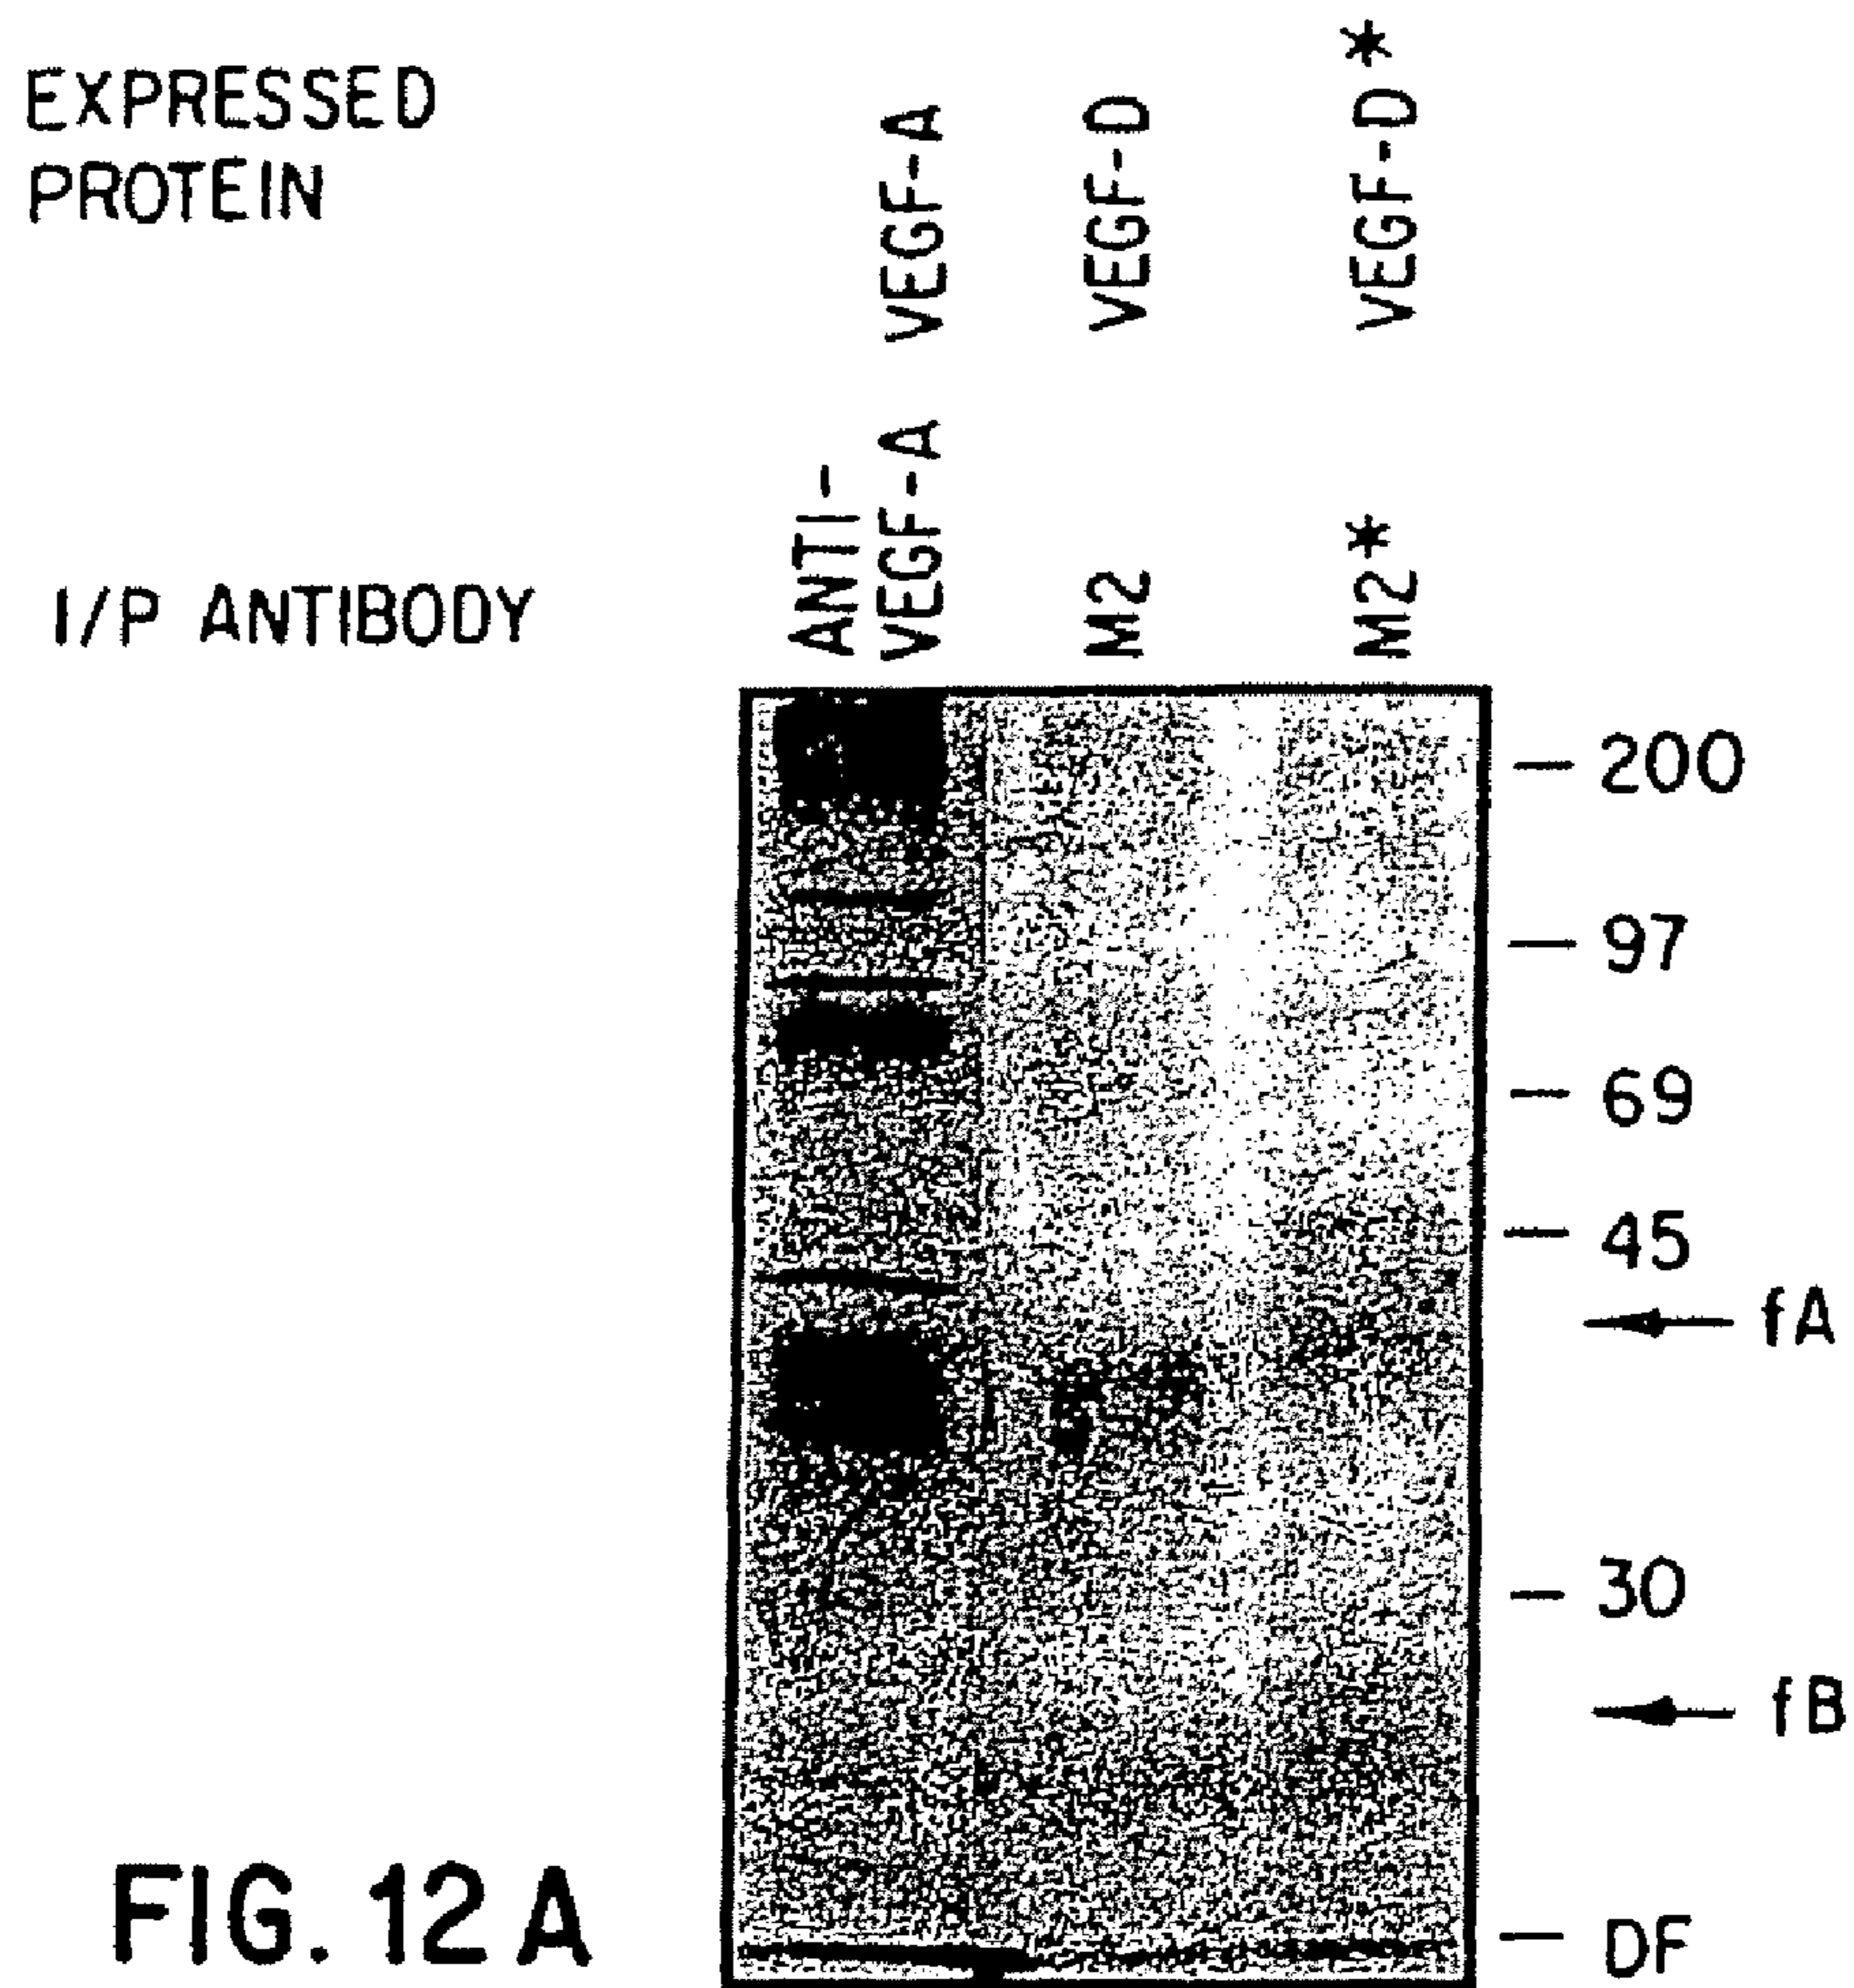 EXPRESSED
PROTEIN
VEGF-A
VEGF-D
VEGF-D*
I/P ANTIBODY
ANTI-
VEGF-A
M2
M2*
200
97
69
45
fA
30
fB
DF
FIG. 12A